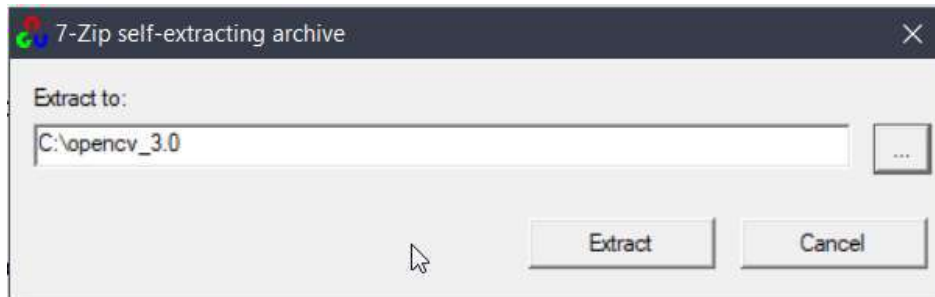 7-Zip self-extracting archive
Extract to:
C:\opencv_3.0
...
Extract
Cancel